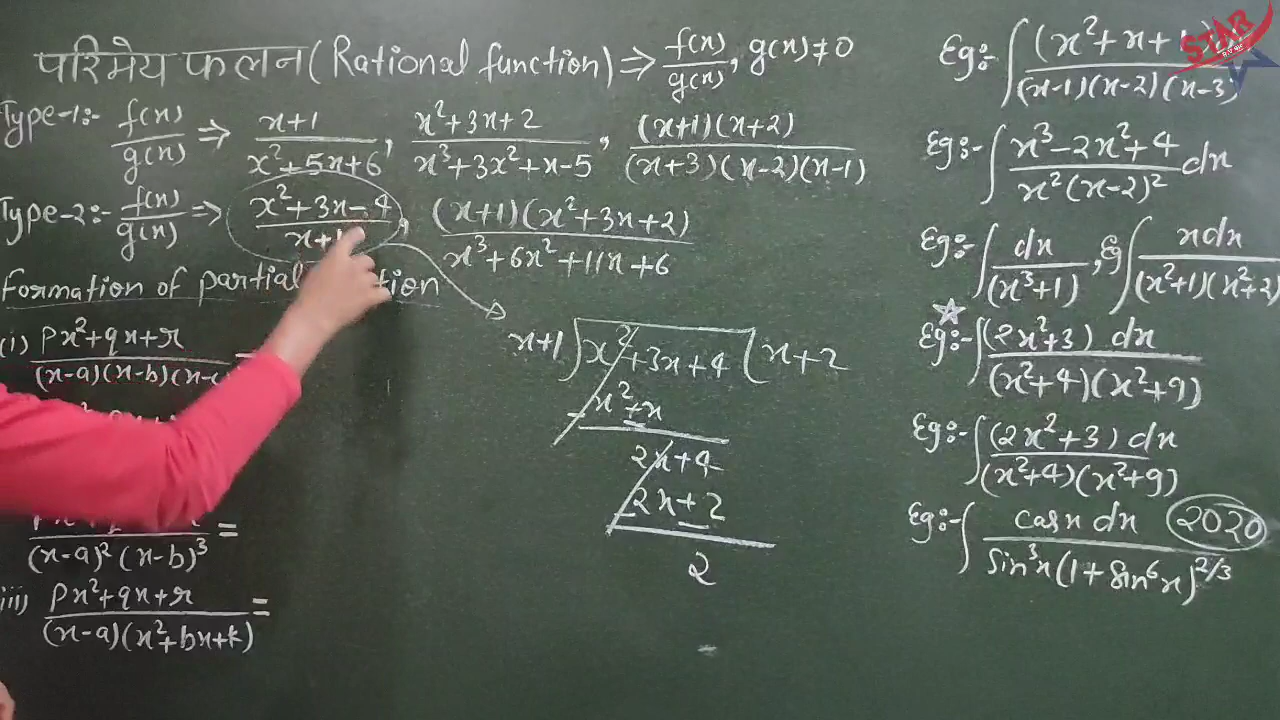 परिमेय फलन (Rational function) => f(x)/g(x), g(x) ≠ 0
Type-1:- f(x)/g(x) => x+1/x²+5x+6, x²+3x+2/x³+3x²+x-5, (x+1)(x+2)/(x+3)(x-2)(x-1)
Type-2:- f(x)/g(x) => x²+3x-4/x+1, (x+1)(x²+3x+2)/x³+6x²+11x+6
Formation of partial
(i) px²+qx+r/(x-a)(x-b)(x-c
/(x-a)²(x-b)³ =
iii) px²+qx+r/(x-a)(x²+bx+k) =
x+1)x²+3x+4(x+2
x²+x
2x+4
2x+2
2
Eg:- ∫(x²+x+1/(x-1)(x-2)(x-3)
Eg:- ∫x³-2x²+4/x²(x-2)² dx
Eg:- ∫dx/(x³+1), & ∫xdx/(x²+1)(x²+2)
Eg:- ∫(2x²+3) dx/(x²+4)(x²+9)
Eg:- ∫(2x²+3) dx/(x²+4)(x²+9)
Eg:- ∫cosx dx/sin³x(1+sin⁶x)^2/3 2020
STAR